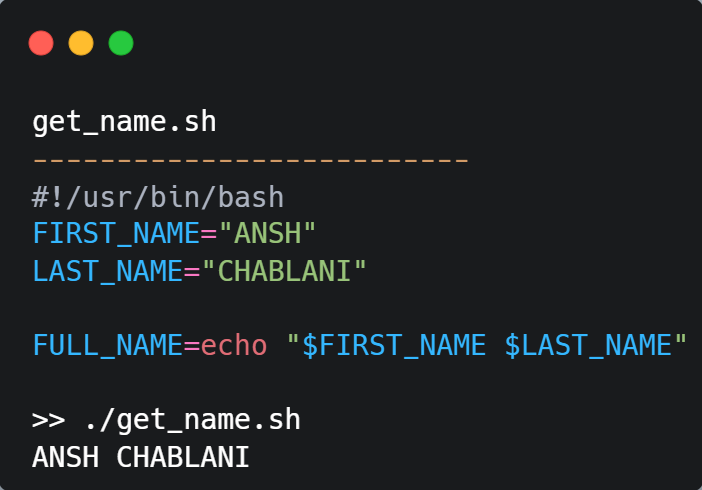 get_name.sh
--------------------------
#!/usr/bin/bash
FIRST_NAME="ANSH"
LAST_NAME="CHABLANI"
FULL_NAME=echo "$FIRST_NAME $LAST_NAME"
>> ./get_name.sh
ANSH CHABLANI